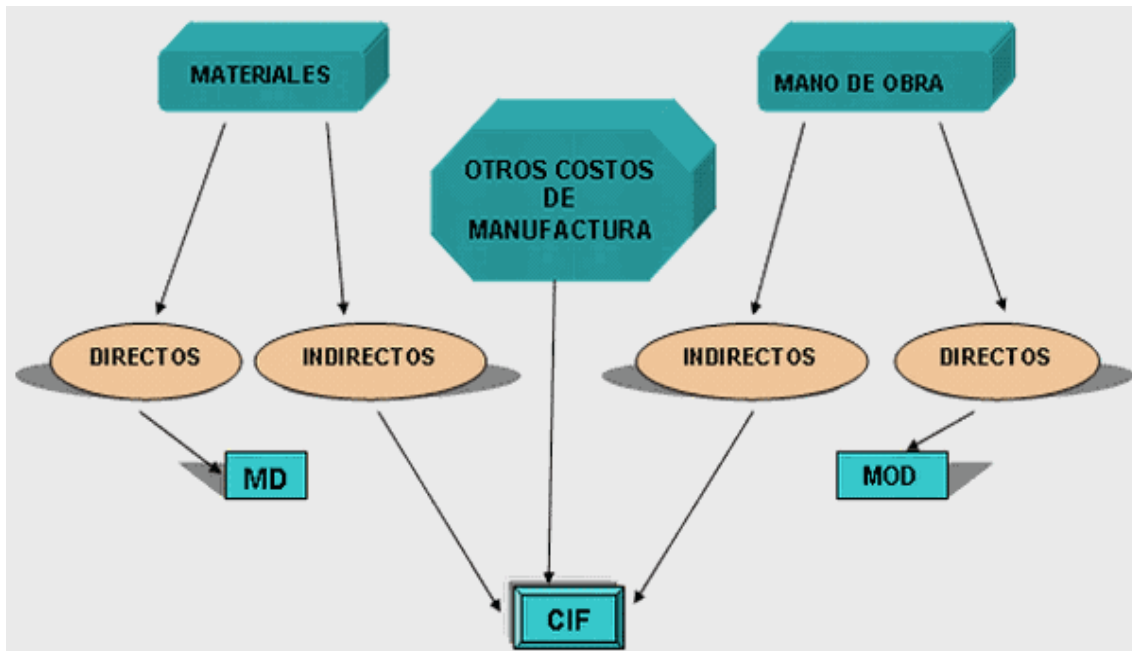 MATERIALES
MANO DE OBRA
OTROS COSTOS
DE
MANUFACTURA
DIRECTOS
INDIRECTOS
INDIRECTOS
DIRECTOS
MD
MOD
CIF